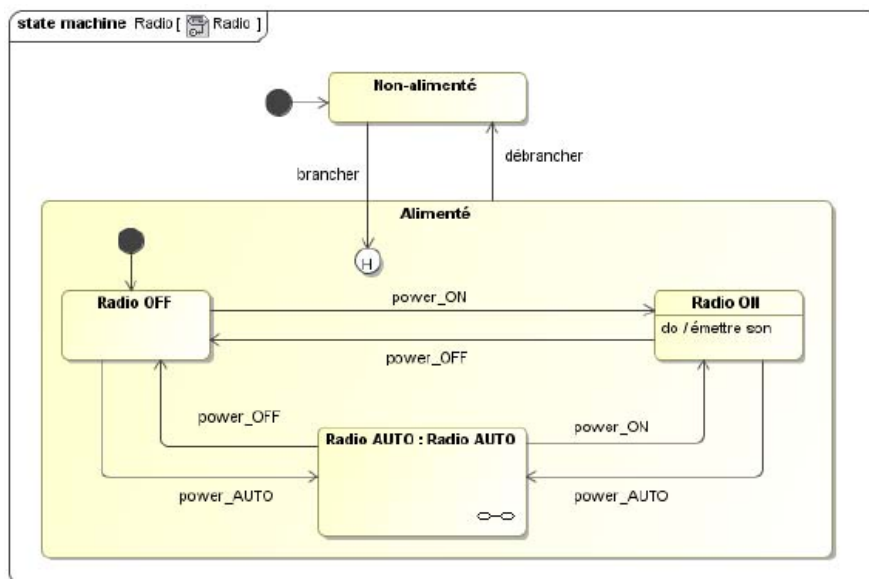 state machine Radio [ Radio ]
Non-alimenté
débrancher
brancher
Alimenté
H
Radio OFF
power_ON
Radio ON
do / émettre son
power_OFF
power_OFF
Radio AUTO : Radio AUTO
power_ON
power_AUTO
power_AUTO